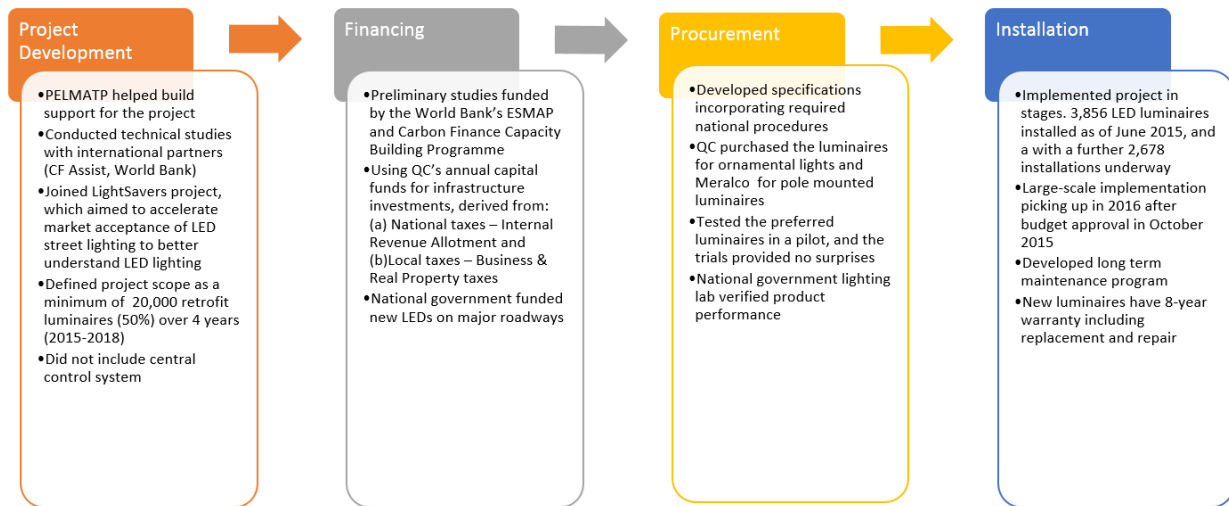 Project
Development
•PELMATP helped build
support for the project
•Conducted technical studies
with international partners
(CF Assist, World Bank)
•Joined LightSavers project,
which aimed to accelerate
market acceptance of LED
street lighting to better
understand LED lighting
•Defined project scope as a
minimum of 20,000 retrofit
luminaires (50%) over 4 years
(2015-2018)
•Did not include central
control system
Financing
•Preliminary studies funded
by the World Bank’s ESMAP
and Carbon Finance Capacity
Building Programme
•Using QC’s annual capital
funds for infrastructure
investments, derived from:
(a) National taxes – Internal
Revenue Allotment and
(b)Local taxes – Business &
Real Property taxes
•National government funded
new LEDs on major roadways
Procurement
•Developed specifications
incorporating required
national procedures
•QC purchased the luminaires
for ornamental lights and
Meralco for pole mounted
luminaires
•Tested the preferred
luminaires in a pilot, and the
trials provided no surprises
•National government lighting
lab verified product
performance
Installation
•Implemented project in
stages. 3,856 LED luminaires
installed as of June 2015, and
a with a further 2,678
installations underway
•Large-scale implementation
picking up in 2016 after
budget approval in October
2015
•Developed long term
maintenance program
•New luminaires have 8-year
warranty including
replacement and repair